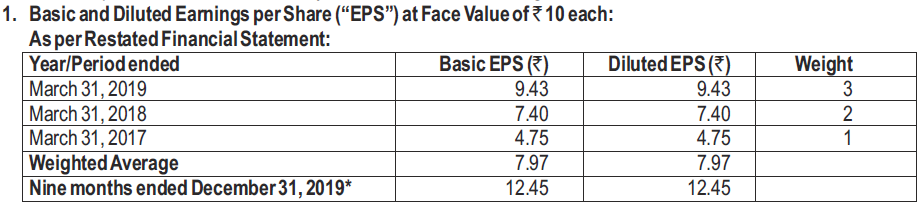 1. Basic and Diluted Earnings per Share (“EPS”) at Face Value of ₹ 10 each:
As per Restated Financial Statement:
Year/Period ended Basic EPS (₹) Diluted EPS (₹) Weight
March 31, 2019 9.43 9.43 3
March 31, 2018 7.40 7.40 2
March 31, 2017 4.75 4.75 1
Weighted Average 7.97 7.97
Nine months ended December 31, 2019* 12.45 12.45